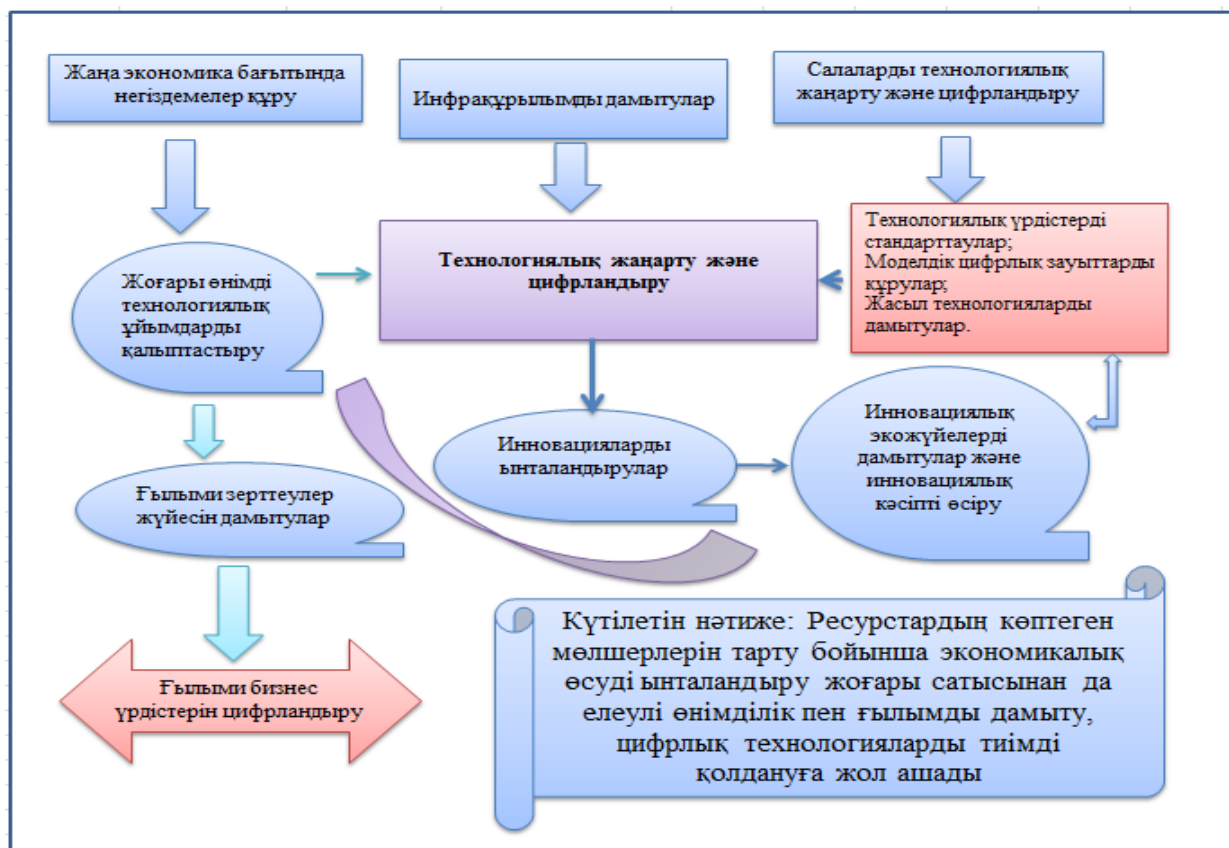 Жаңа экономика бағытында
негіздемелер құру
Инфрақұрылымды дамытулар
Салаларды технологиялық
жаңарту және цифрландыру
Жоғары өнімді
технологиялық
ұйымдарды
қалыптастыру
Технологиялық жаңарту және
цифрландыру
Технологиялық үрдістерді
стандарттаулар;
Моделдік цифрлық зауыттарды
құрулар;
Жасыл технологияларды
дамытулар.
Ғылыми зерттеулер
жүйесін дамытулар
Инновацияларды
ынталандырулар
Инновациялық
экожүйелерді
дамытулар және
инновациялық
кәсіпті өсіру
Ғылыми бизнес
үрдістерін цифрландыру
Күтілетін нәтиже: Ресурстардың көптеген
мөлшерлерін тарту бойынша экономикалық
өсуді ынталандыру жоғары сатысынан да
елеулі өнімділік пен ғылымды дамыту,
цифрлық технологияларды тиімді
қолдануға жол ашады